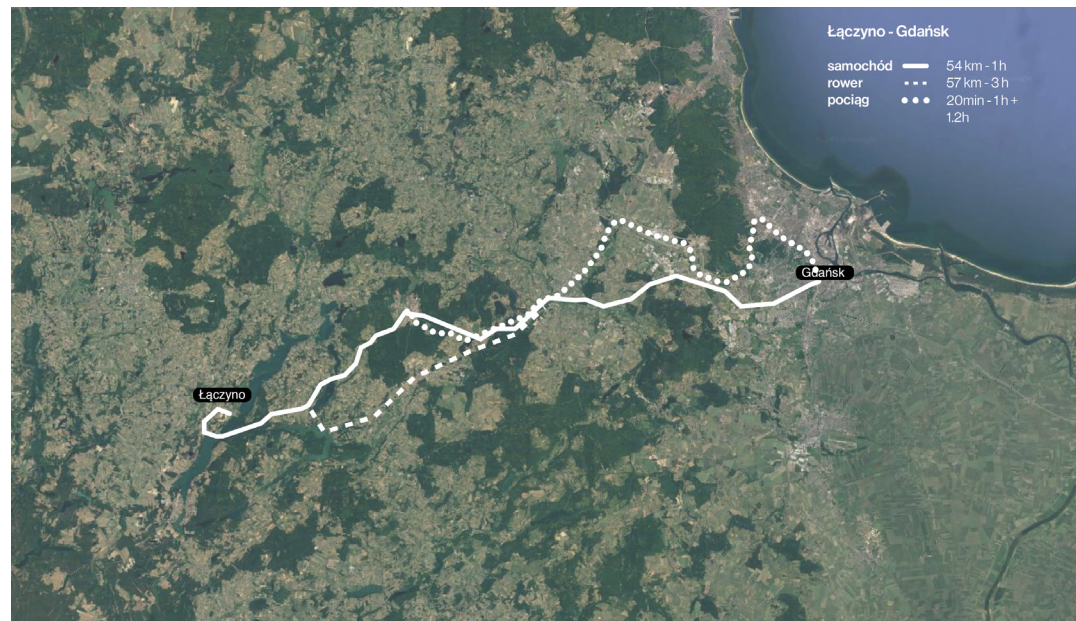 Łączyno - Gdańsk
samochód 54 km - 1 h
rower 57 km - 3 h
pociąg 20min - 1h +
1.2h
Gdańsk
Łączyno